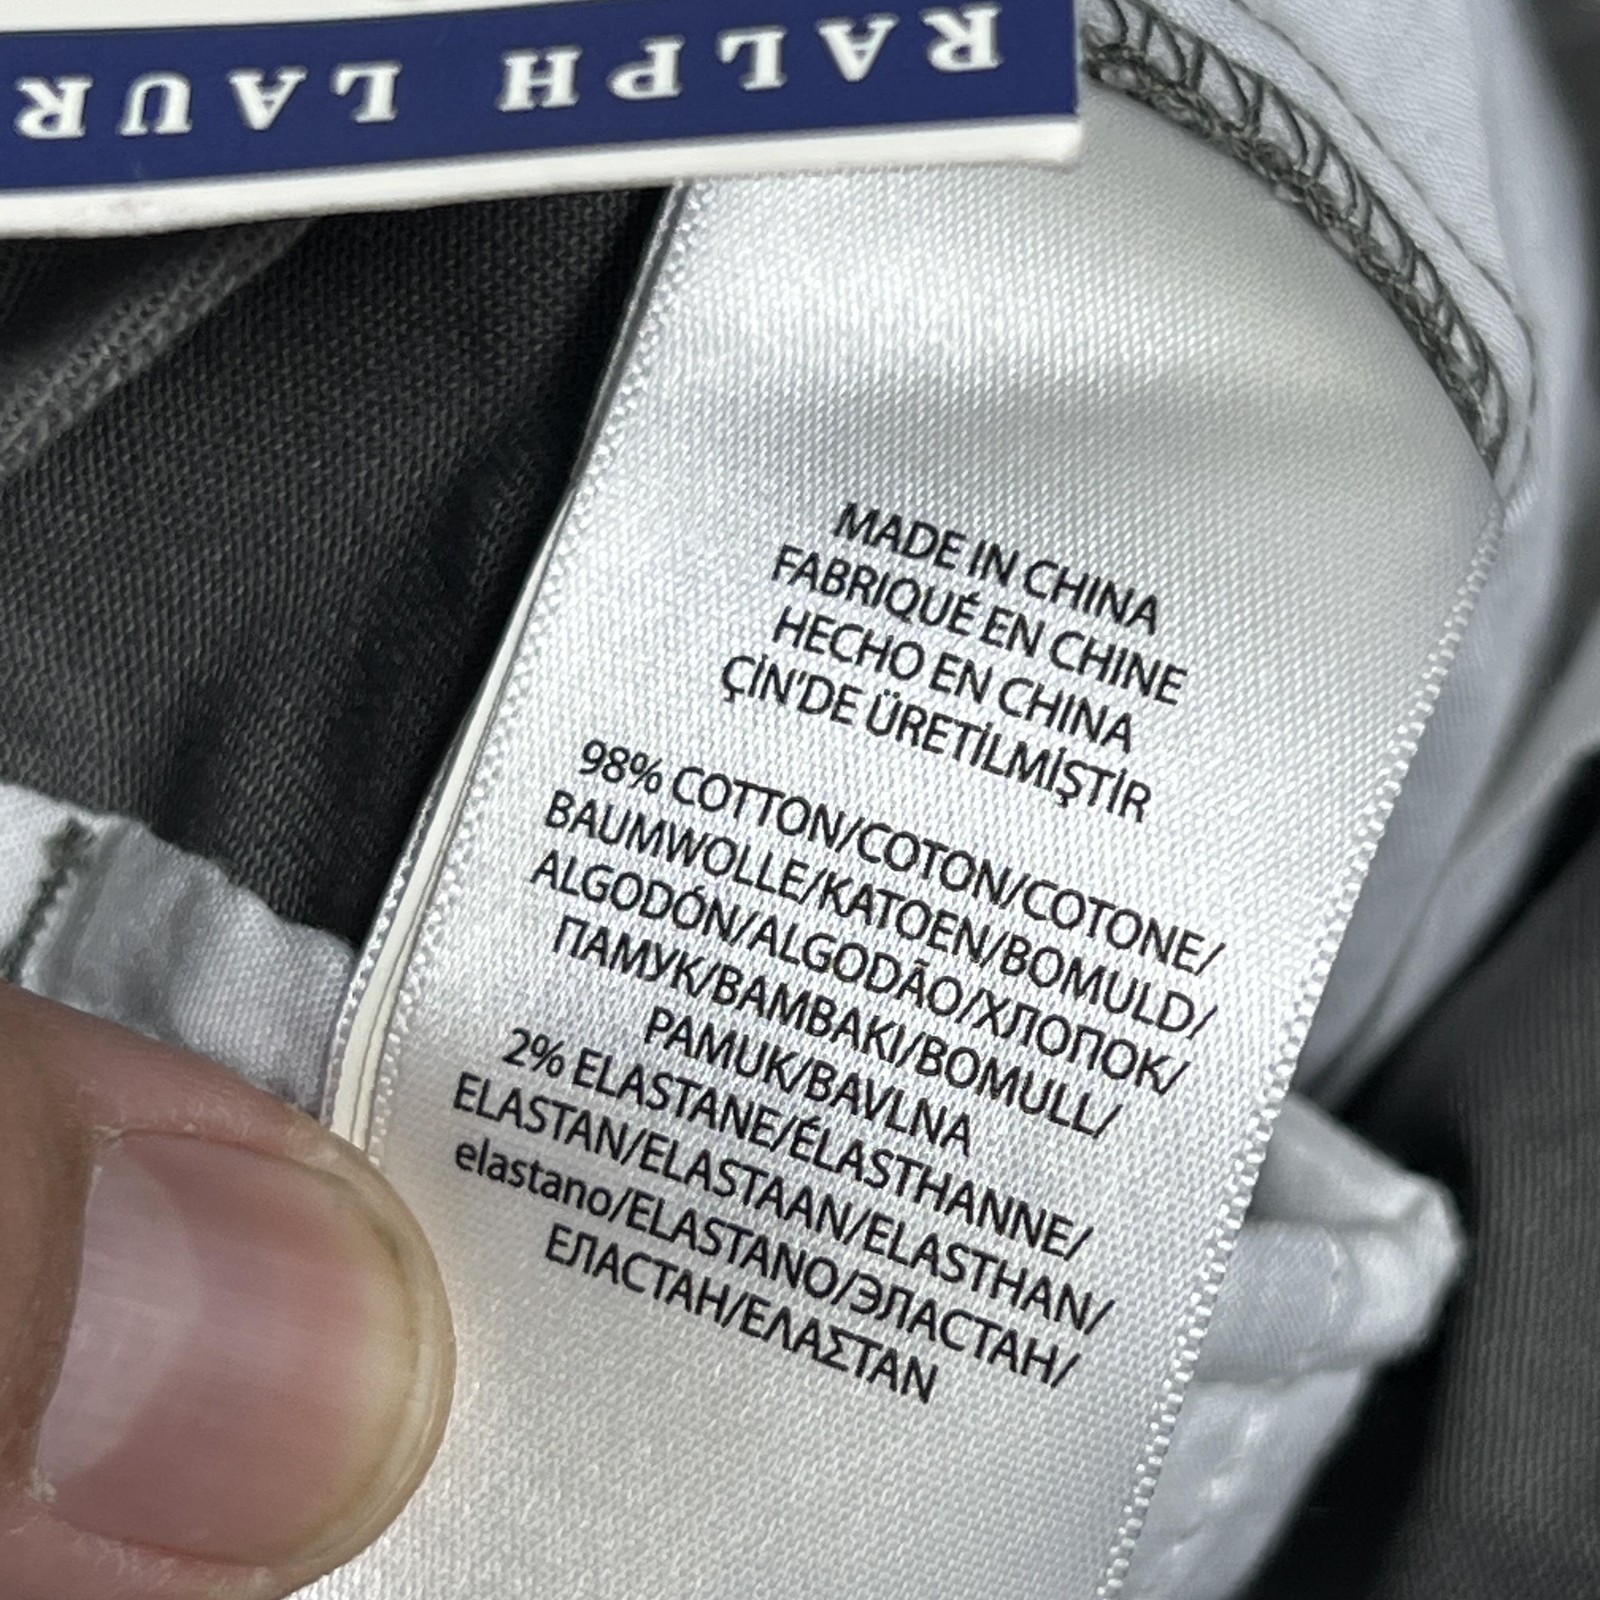 RALPH LAUR
MADE IN CHINA
FABRIQUÉ EN CHINE
HECHO EN CHINA
ÇİN'DE ÜRETİLMİŞTİR
98% COTTON/COTON/COTONE/
BAUMWOLLE/KATOEN/BOMULD/
ALGODÓN/ALGODÃO/ХЛОПОК/
ПАМУК/ΒΑΜΒΑΚΙ/BOMULL/
PAMUK/BAVLNA
2% ELASTANE/ÉLASTHANNE/
ELASTAN/ELASTAAN/ELASTHAN/
elastano/ELASTANO/ЭЛАСТАН/
ЕЛАСТАН/ΕΛΑΣΤΑΝ